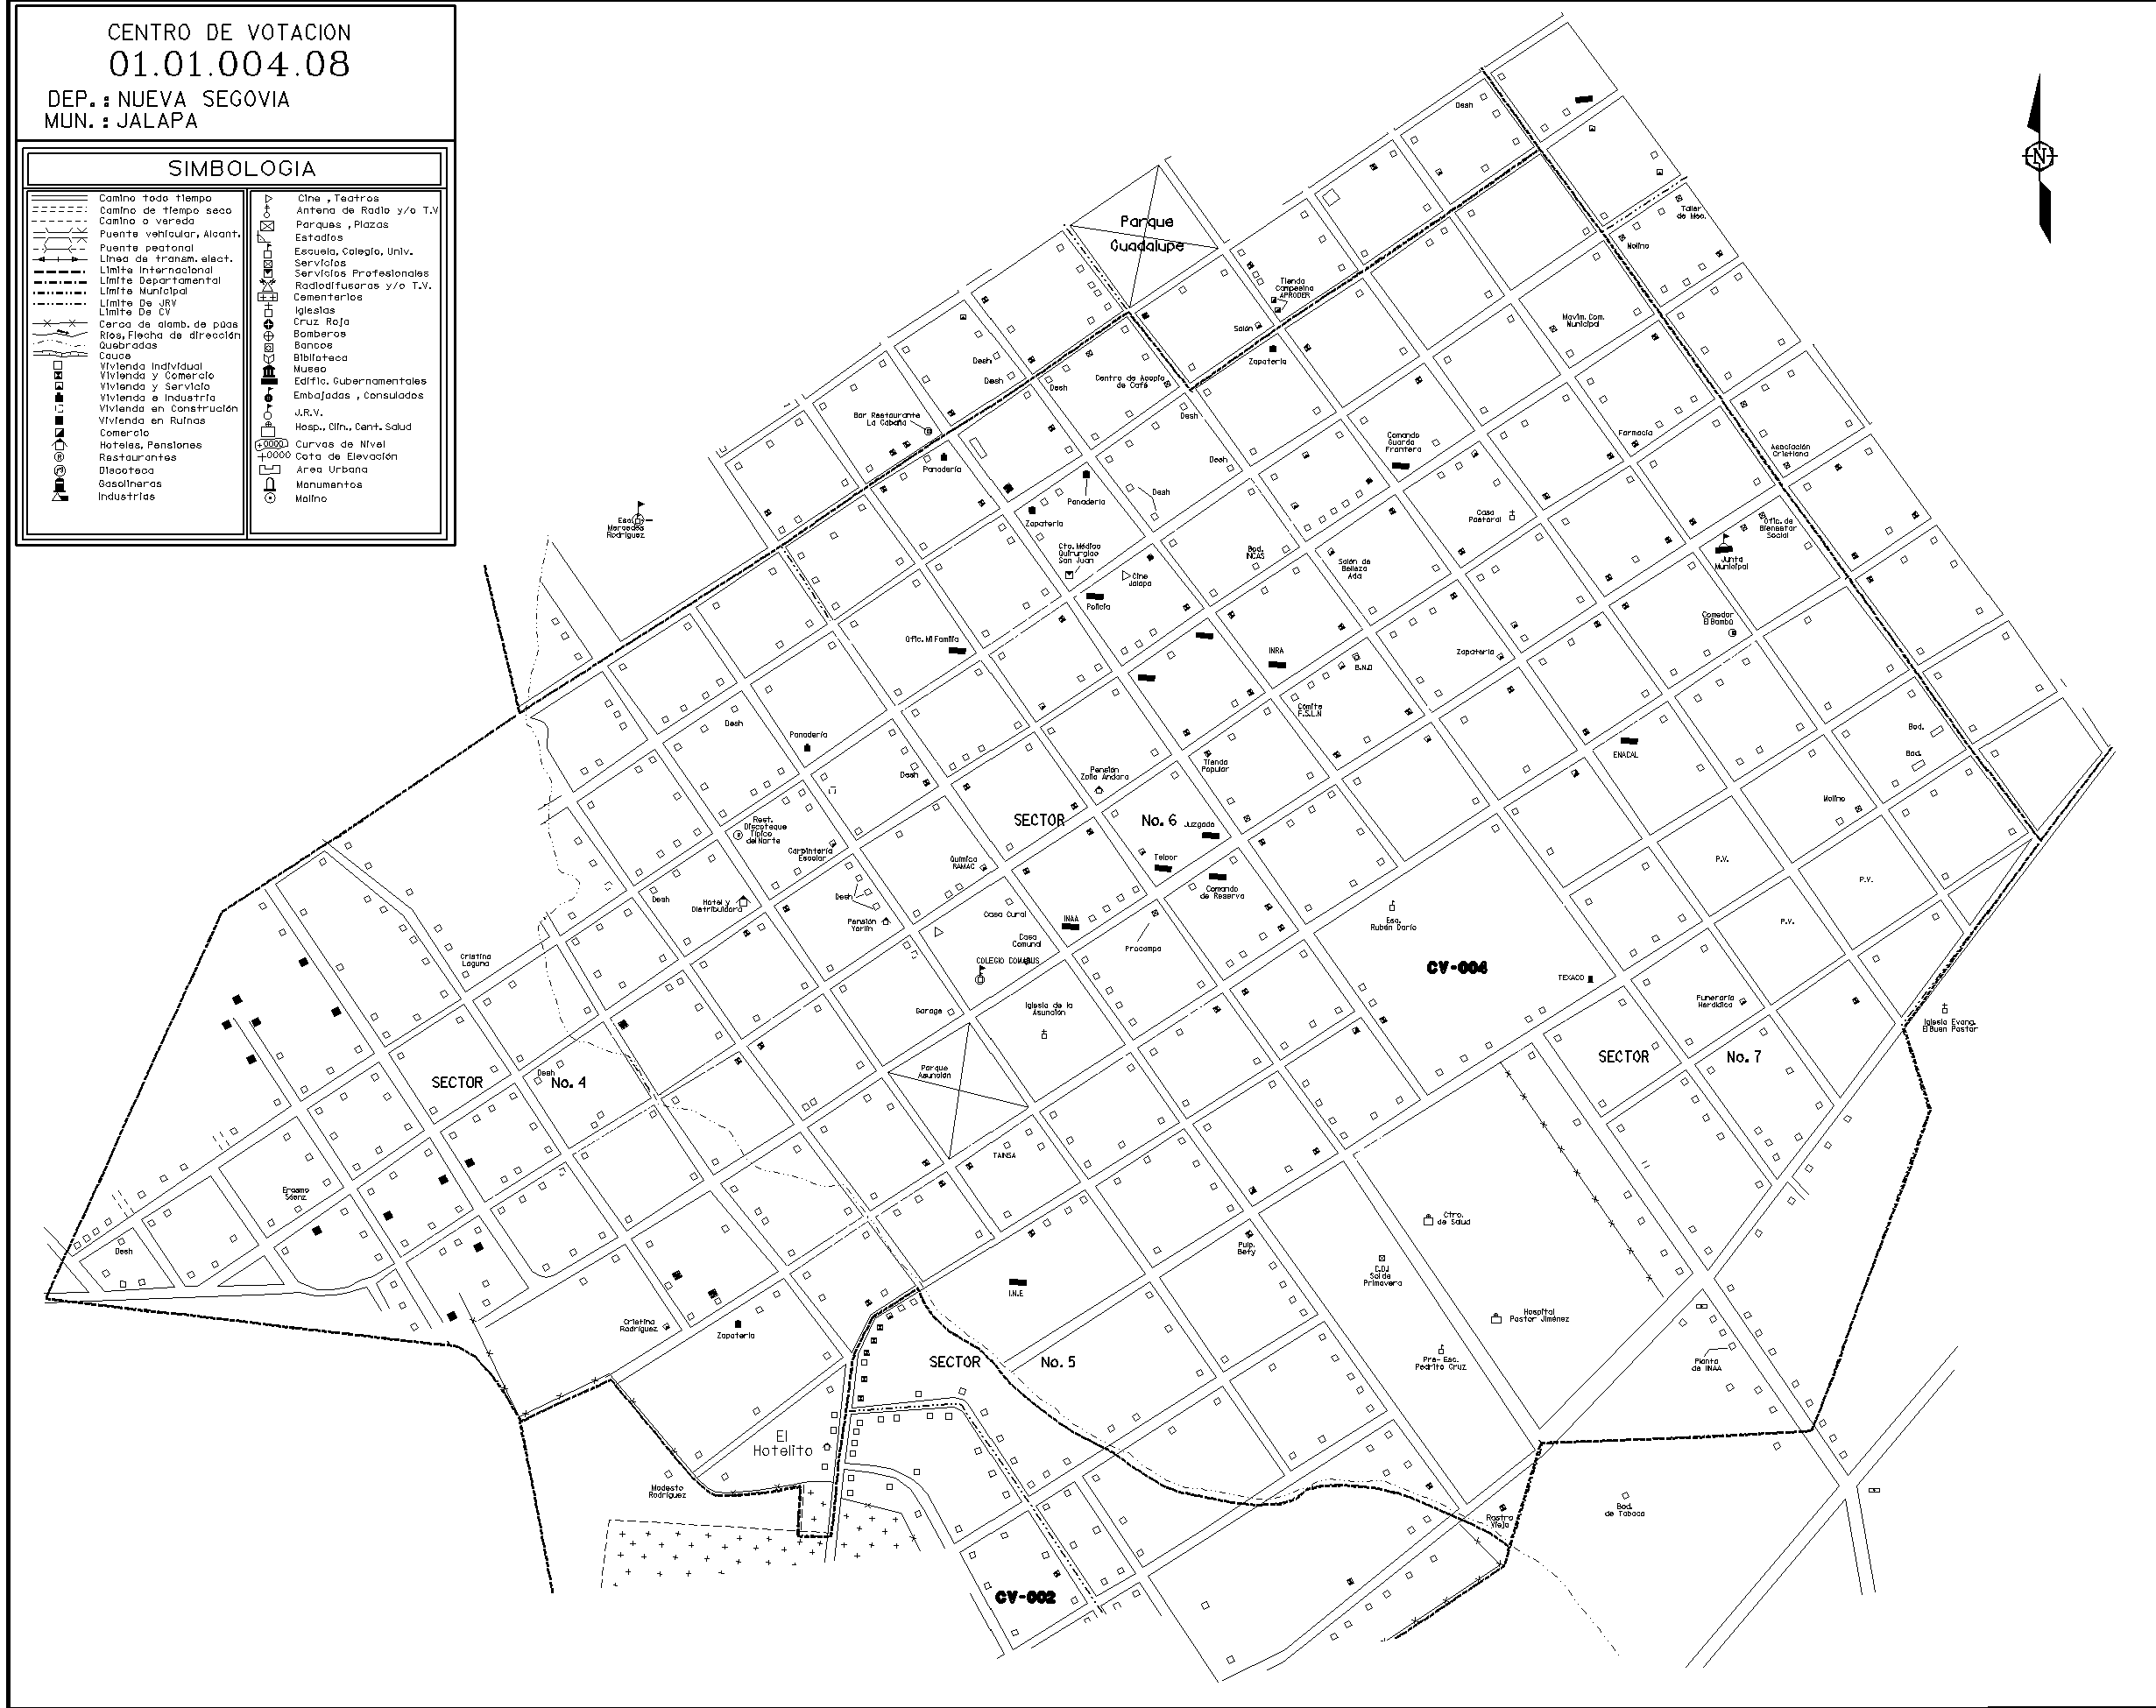 CENTRO DE VOTACION
01.01.004.08
DEP.: NUEVA SEGOVIA
MUN.: JALAPA
SIMBOLOGIA
Camino todo tiempo
Camino de tiempo seco
Camino o vereda
Puente vehicular, Alcant.
Puente peatonal
Linea de transm. elect.
Limite Internacional
Limite Departamental
Limite Municipal
Limite De JRV
Limite De CV
Cerca de alamb. de púas
Rios, Flecha de dirección
Quebradas
Cauce
Vivienda Individual
Vivienda y Comercio
Vivienda y Servicio
Vivienda e Industria
Vivienda en Construción
Vivienda en Ruinas
Comercio
Hoteles, Pensiones
Restaurantes
Discoteca
Gasolineras
Industrias
Cine , Teatros
Antena de Radio y/o T.V
Parques , Plazas
Estadios
Escuela, Colegio, Univ.
Servicios
Servicios Profesionales
Radiodifusoras y/o T.V.
Cementerios
Iglesias
Cruz Roja
Bomberos
Bancos
Biblioteca
Museo
Edific. Gubernamentales
Embajadas , Consulados
J.R.V.
Hosp., Clin., Cent. Salud
Curvas de Nivel
+0000 Cota de Elevación
Area Urbana
Monumentos
Molino
N
Desh
Taller
de Mec.
Molino
Parque
Guadalupe
Tienda
Campesina
APRODER
Salón
Zapatería
Movim. Com.
Municipal
Desh
Desh
Desh
Centro de Acopio
de Café
Desh
Bar Restaurante
La Cabaña
Panadería
Desh
Comando
Guarda
Frontera
Farmacia
Asociación
Cristiana
Esc.
Mercedes
Rodríguez
Panadería
Zapatería
Desh
Casa
Pastoral
Ofic. de
Bienestar
Social
Junta
Municipal
Cto. Médico
Quirurgico
San Juan
Cine
Jalapa
Policía
Bod.
INCAS
Salón de
Belleza
Ada
Comedor
El Bambú
Ofic. Mi Familia
INRA
B.N.D
Zapatería
Comite
F.S.L.N
Desh
Panadería
Desh
Pensión
Zoila Andara
Tienda
Popular
ENACAL
Bod.
Bod.
Molino
SECTOR No. 6
Juzgado
Rest.
Discoteque
Típico
del Norte
Carpintería
Escolar
Química
RAMAC
Telcor
Comando
de Reserva
P.V.
P.V.
P.V.
Desh
Hotel y
Distribuidora
Desh
Pensión
Yorlin
Casa Cural
Casa
Comunal
INAA
Procampo
Esc.
Rubén Darío
Cristina
Laguna
COLEGIO
CV-004
TEXACO
Funeraria
Garage
Iglesia de la
Asunción
Iglesia Evang.
El Buen Pastor
SECTOR No. 4
Desh
Parque
Asunción
SECTOR No. 7
TAINSA
Erasmo
Sáenz
Desh
Ctro.
de Salud
Pulp.
Bety
C.D.I
Sol de
Primavera
I.N.E
Hospital
Pastor Jiménez
Cristina
Rodríguez
Zapatería
SECTOR No. 5
Pre- Esc.
Pedrito Cruz
Planta
de INAA
El
Hotelito
Modesto
Rodríguez
Rastro
Viejo
Bod.
de Tabaco
CV-002